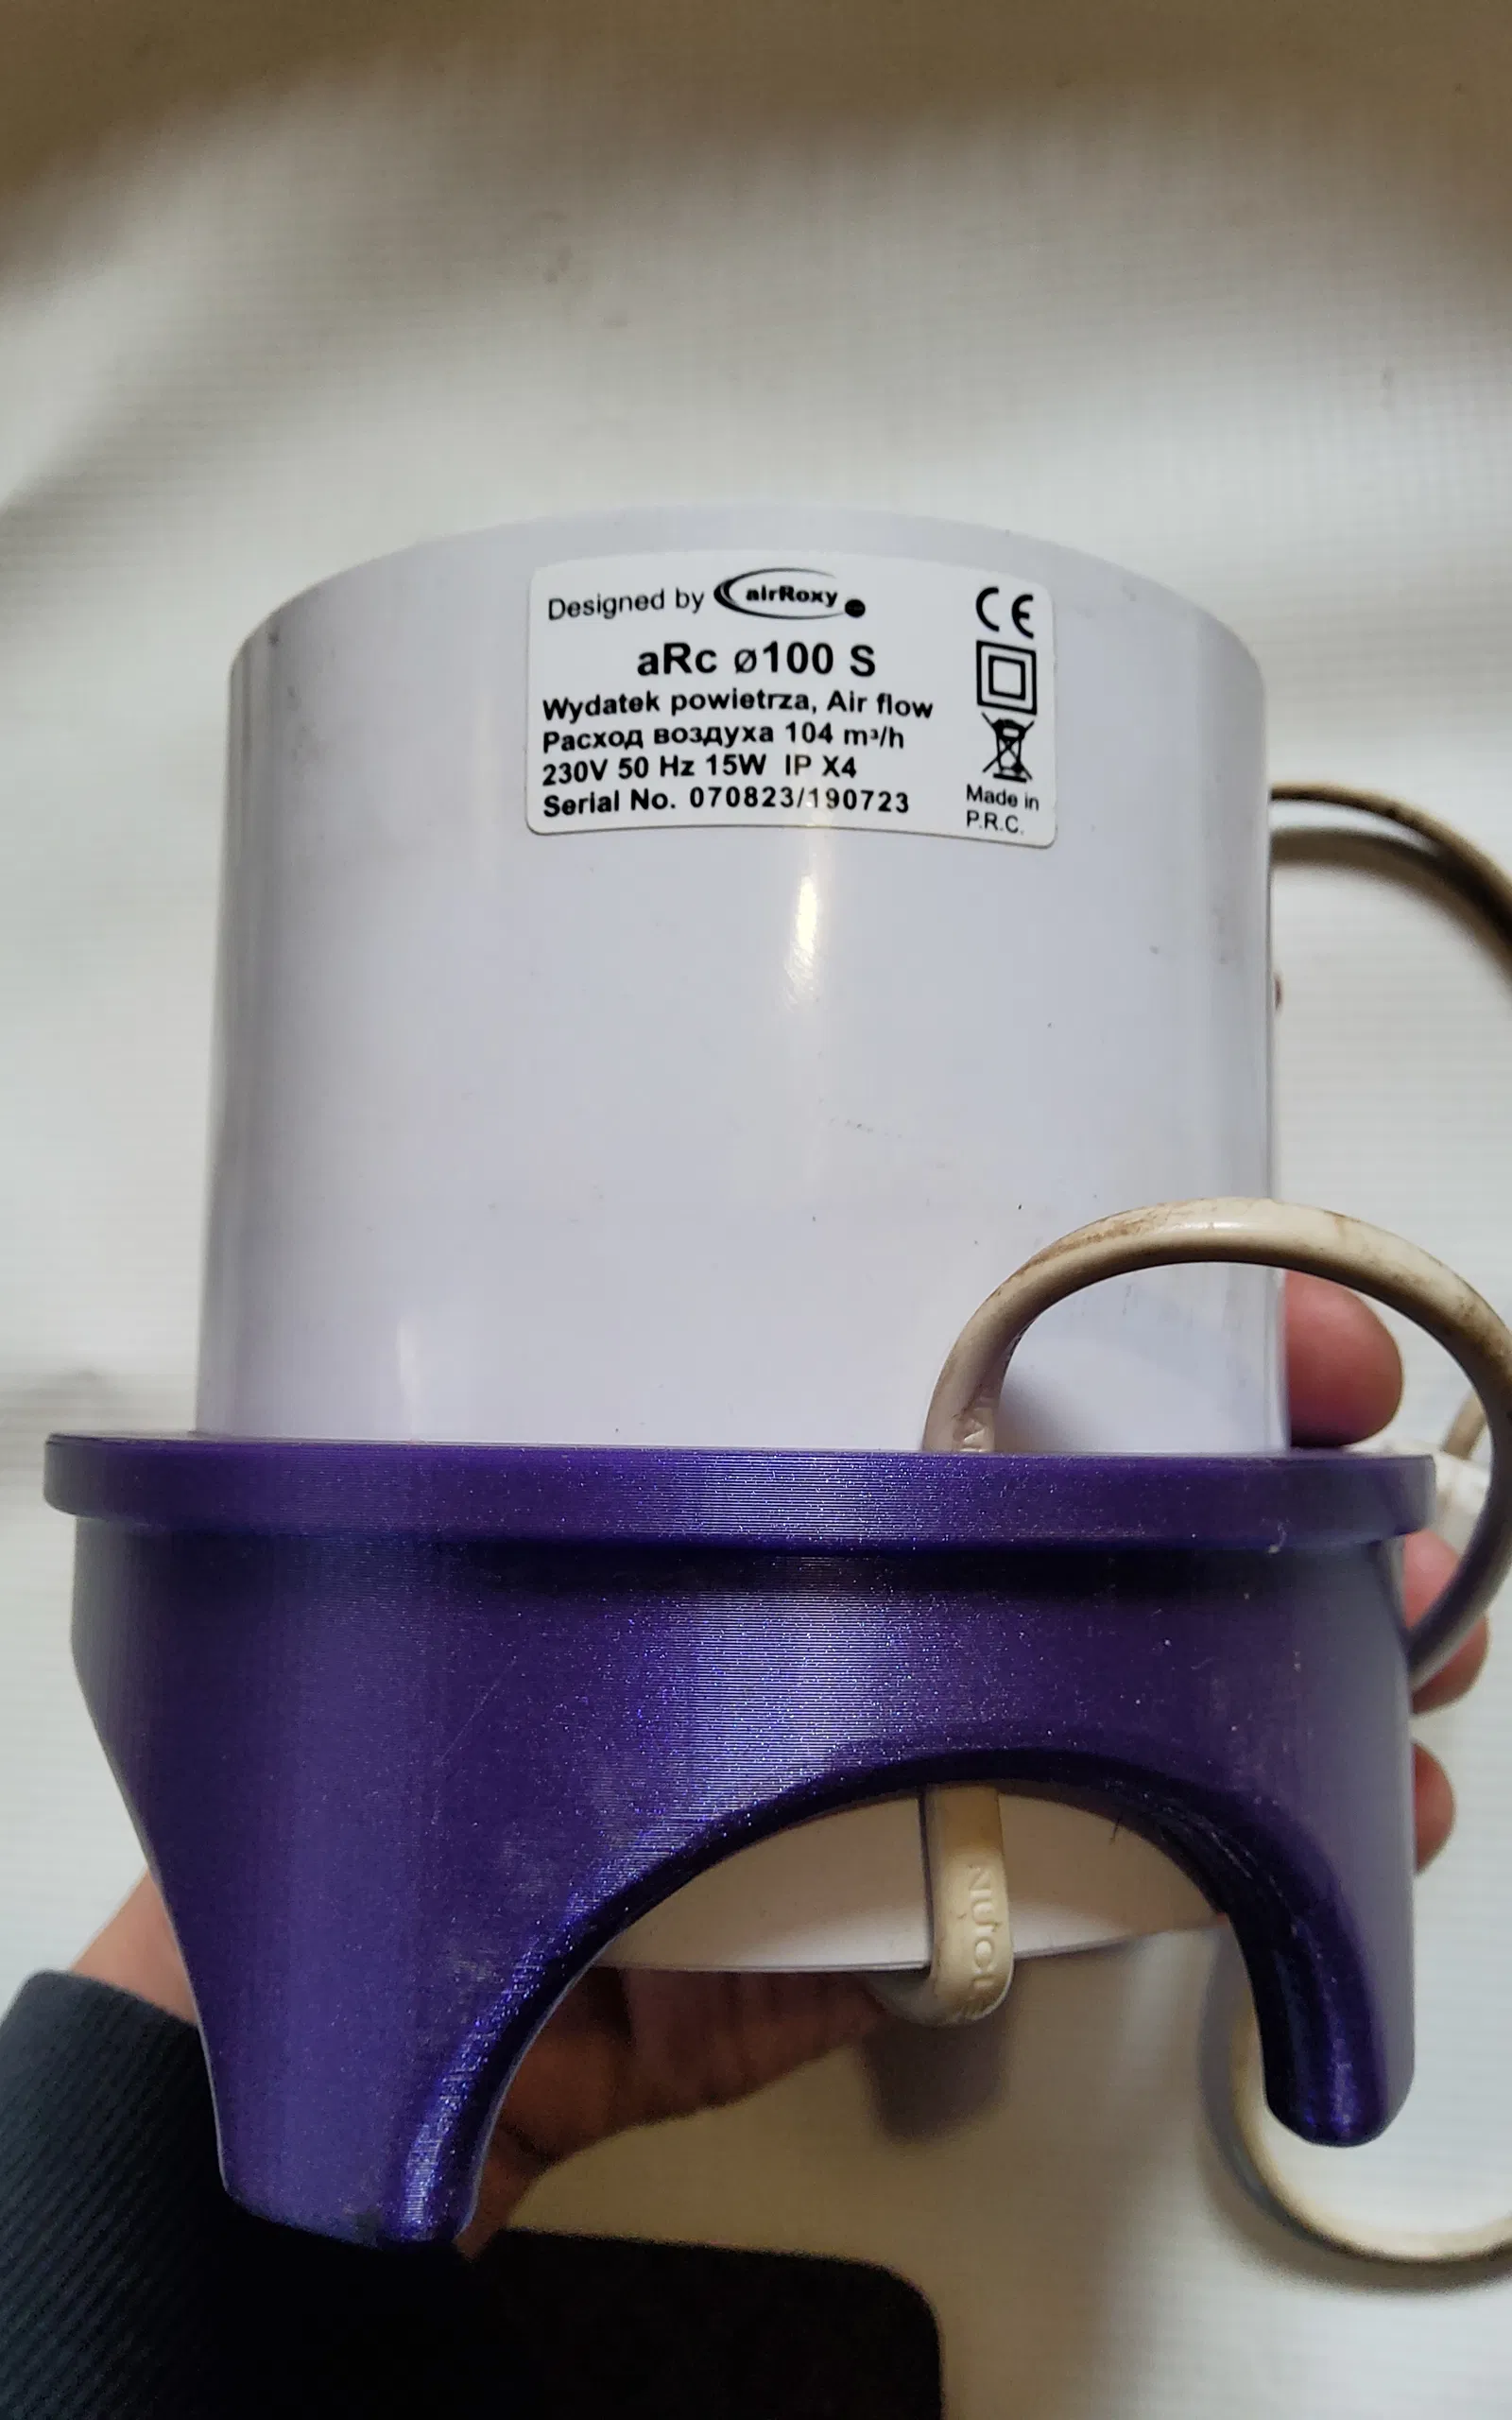 Designed by airRoxy
aRc ø100 S
Wydatek powietrza, Air flow
Расход воздуха 104 m³/h
230V 50 Hz 15W IP X4
Serial No. 070823/190723
CE
Made in
P.R.C.